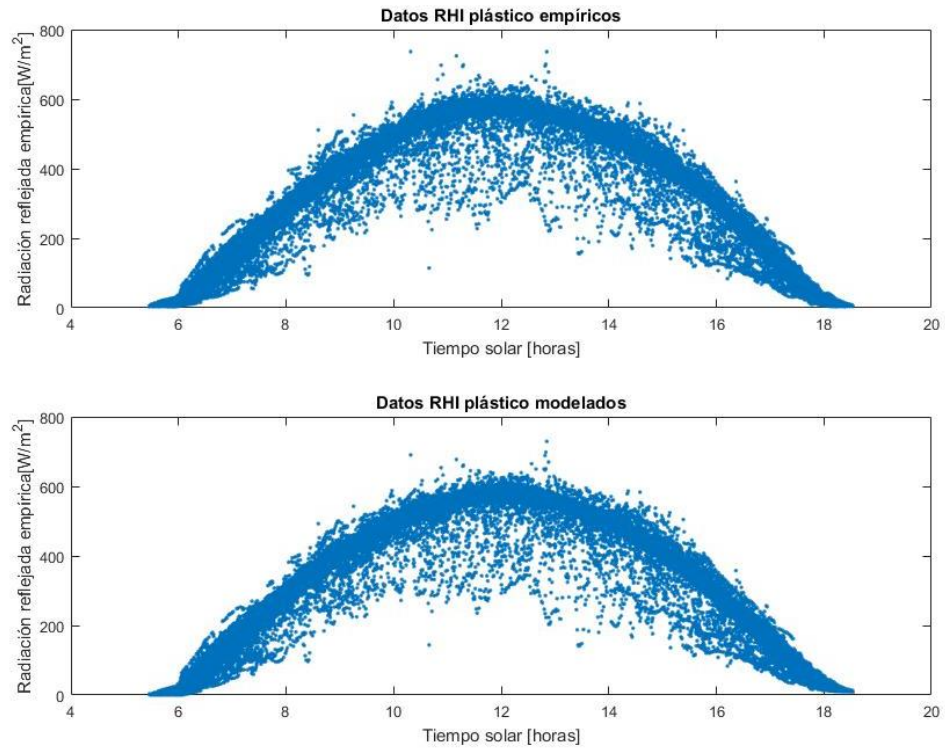 Datos RHI plástico empíricos
Radiación reflejada empírica[W/m²]
800
600
400
200
0
4 6 8 10 12 14 16 18 20
Tiempo solar [horas]
Datos RHI plástico modelados
Radiación reflejada empírica[W/m²]
800
600
400
200
0
4 6 8 10 12 14 16 18 20
Tiempo solar [horas]